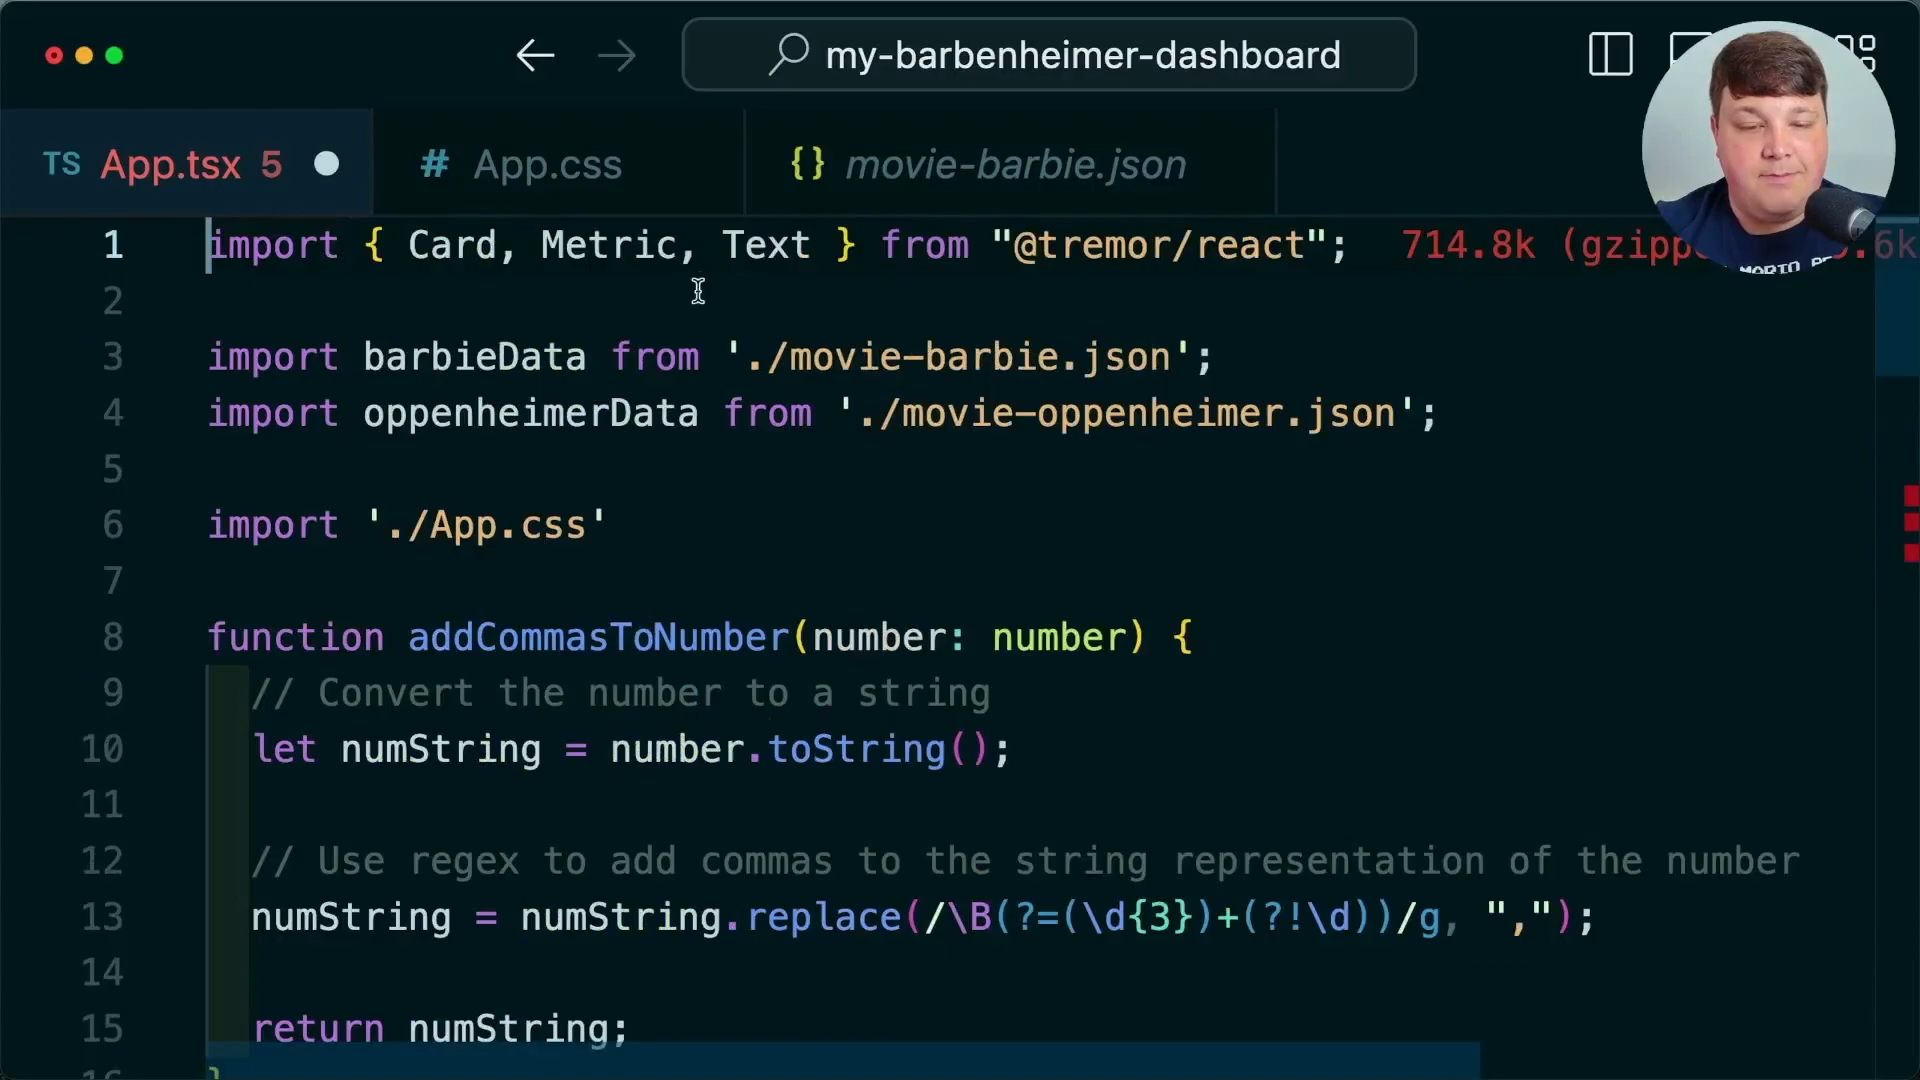 my-barbenheimer-dashboard
TS App.tsx 5
# App.css
{} movie-barbie.json
1 import { Card, Metric, Text } from "@tremor/react"; 714.8k (gzipp .6k
2
3 import barbieData from './movie-barbie.json';
4 import oppenheimerData from './movie-oppenheimer.json';
5
6 import './App.css'
7
8 function addCommasToNumber(number: number) {
9 // Convert the number to a string
10 let numString = number.toString();
11
12 // Use regex to add commas to the string representation of the number
13 numString = numString.replace(/\B(?=(\d{3})+(?!\d))/g, ",");
14
15 return numString;
16 }
MARIO